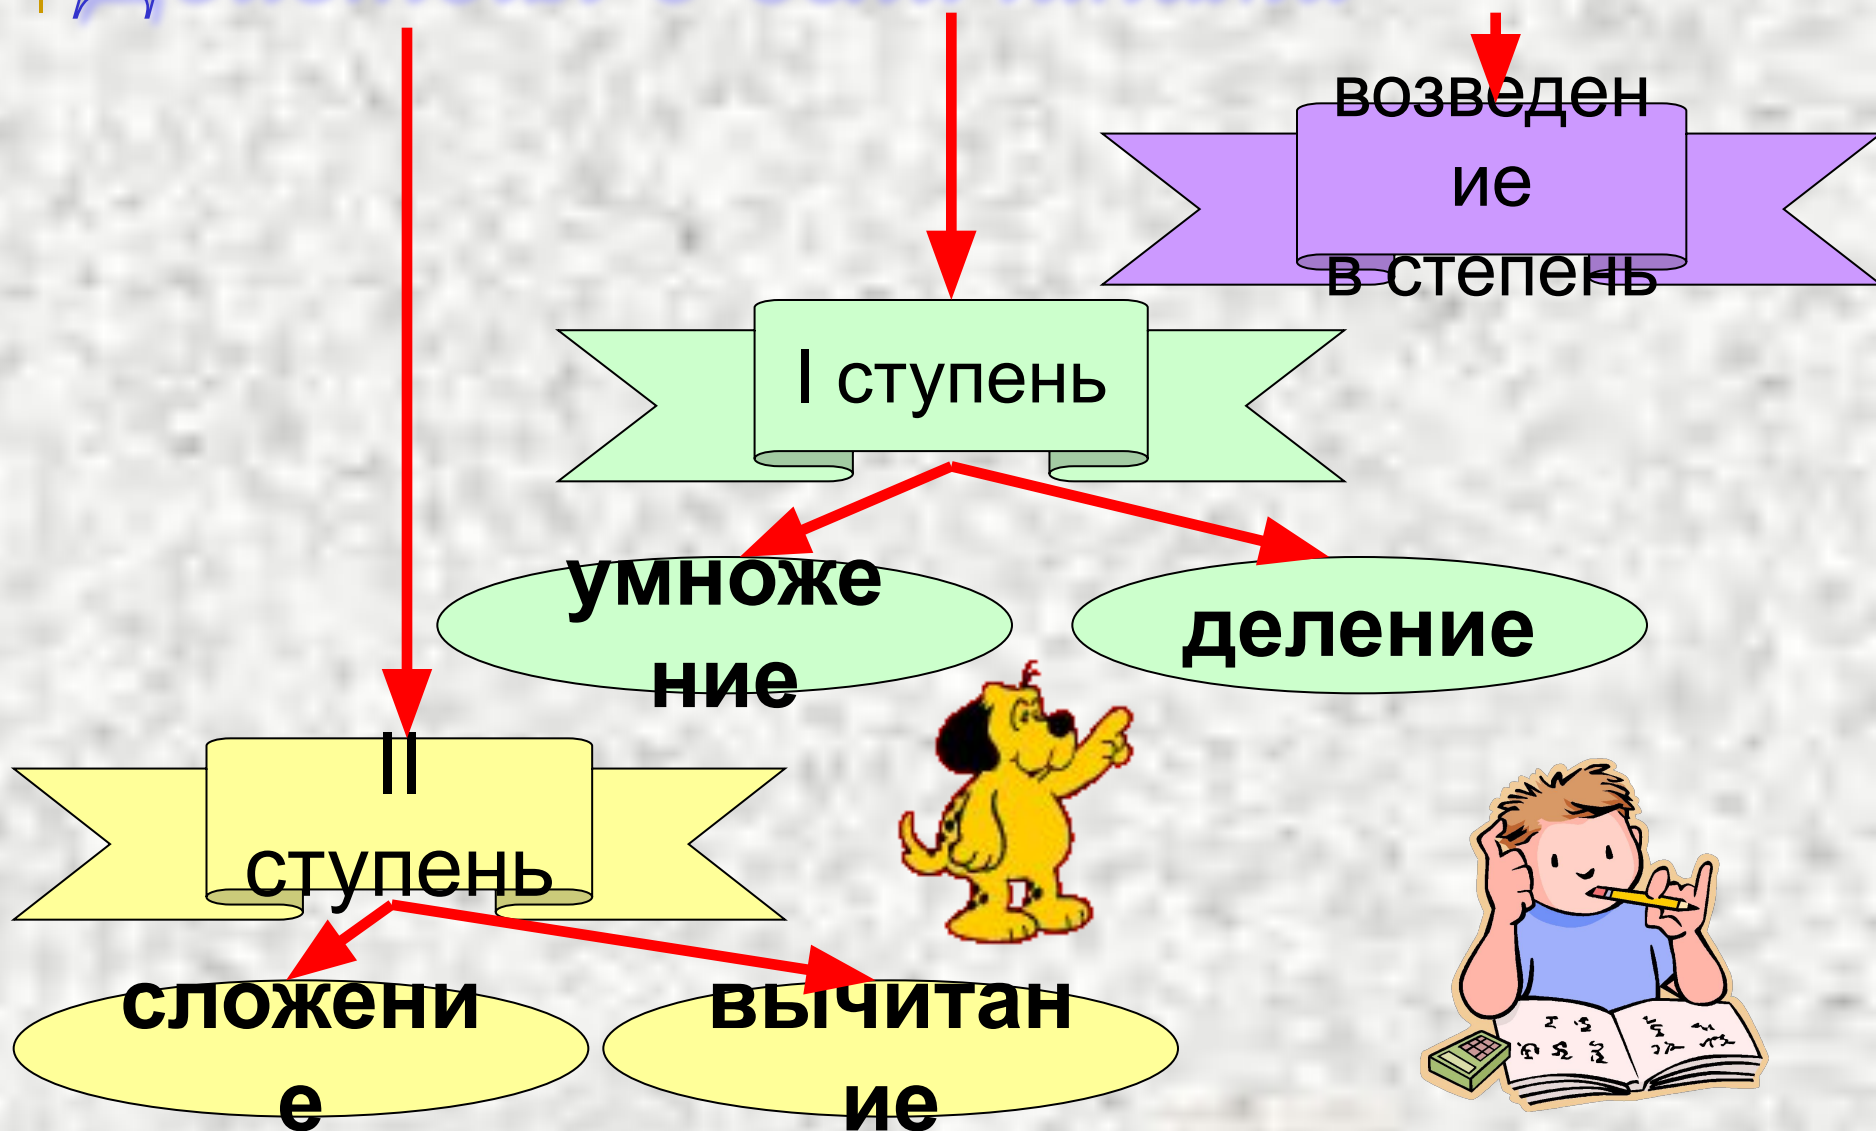 возведен
ие
в степень
I ступень
умноже
ние
деление
II
ступень
сложени
е
вычитан
ие